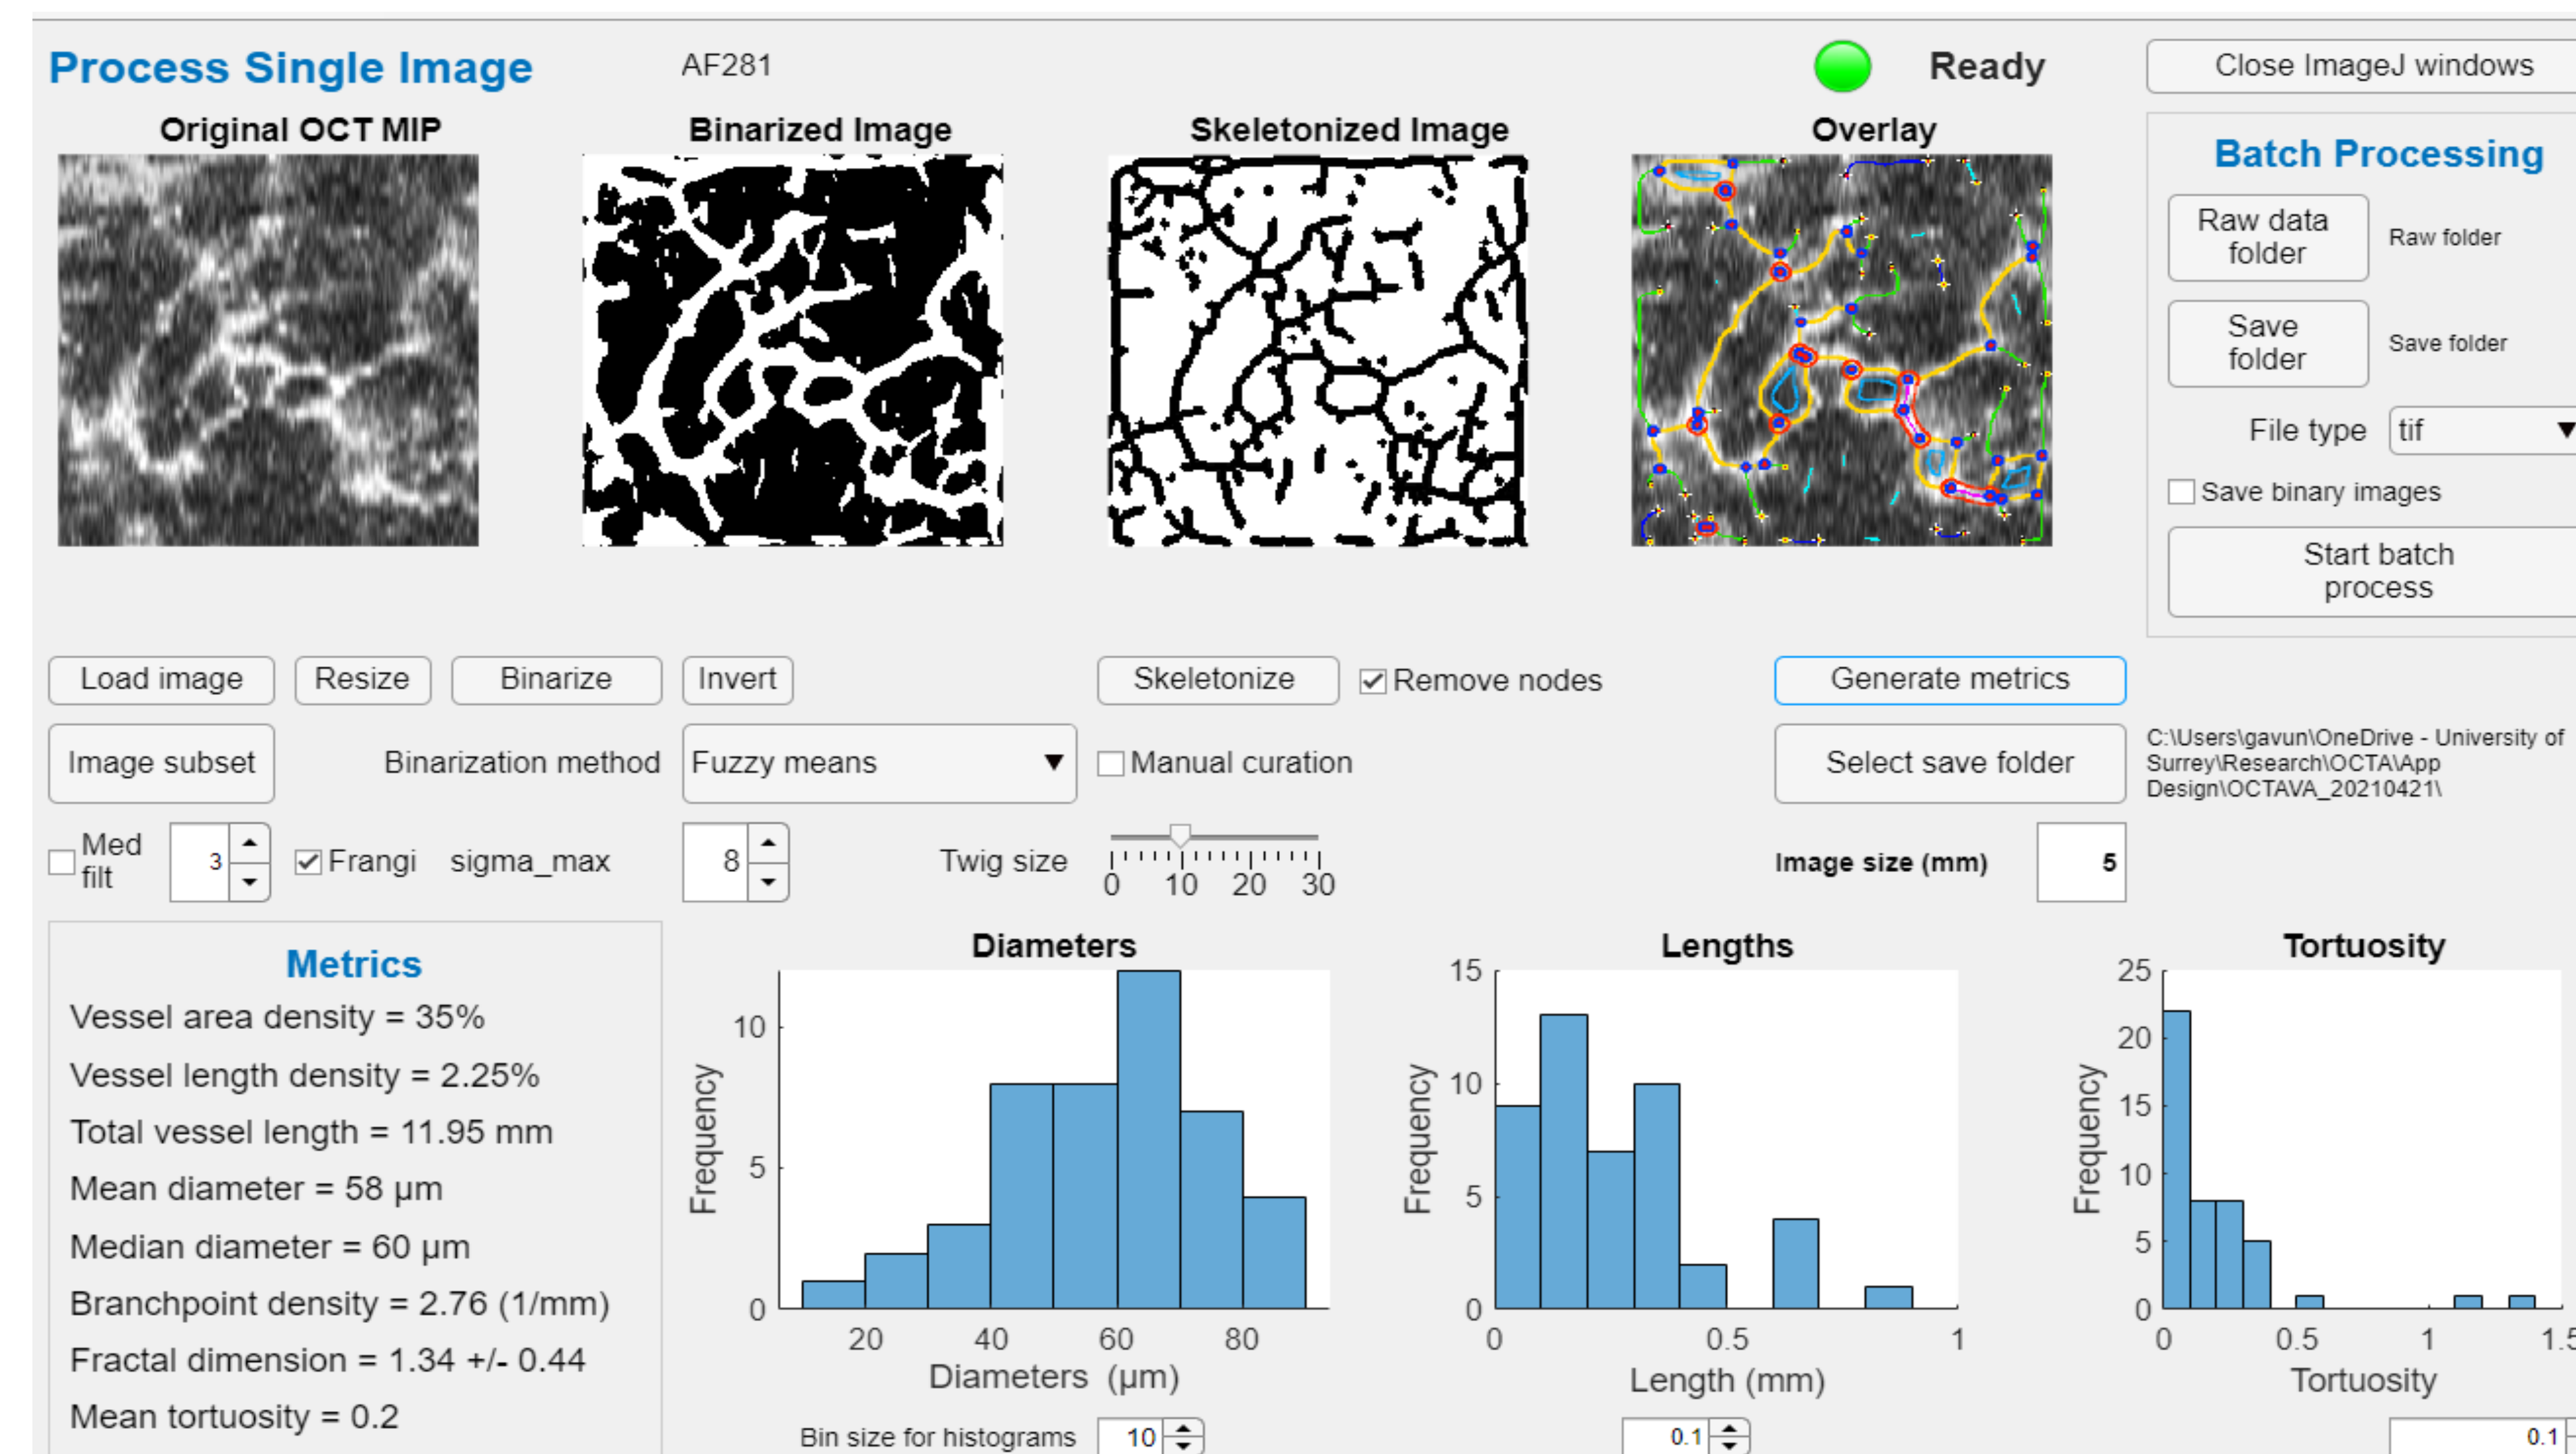 Process Single Image
AF281
Ready
Close ImageJ windows
Original OCT MIP
Binarized Image
Skeletonized Image
Overlay
Batch Processing
Raw data
folder
Raw folder
Save
folder
Save folder
File type
tif
Save binary images
Start batch
process
Load image
Resize
Binarize
Invert
Skeletonize
Remove nodes
Generate metrics
Image subset
Binarization method
Fuzzy means
Manual curation
Select save folder
C:\Users\gavun\OneDrive - University of
Surrey\Research\OCTA\App
Design\OCTAVA_20210421\
Med
filt
3
Frangi
sigma_max
8
Twig size
0 10 20 30
Image size (mm)
5
Metrics
Vessel area density = 35%
Vessel length density = 2.25%
Total vessel length = 11.95 mm
Mean diameter = 58 µm
Median diameter = 60 µm
Branchpoint density = 2.76 (1/mm)
Fractal dimension = 1.34 +/- 0.44
Mean tortuosity = 0.2
Diameters
Frequency
10
5
0
20 40 60 80
Diameters (µm)
Bin size for histograms
10
Lengths
Frequency
15
10
5
0
0 0.5 1
Length (mm)
0.1
Tortuosity
Frequency
25
20
15
10
5
0
0 0.5 1 1.5
Tortuosity
0.1